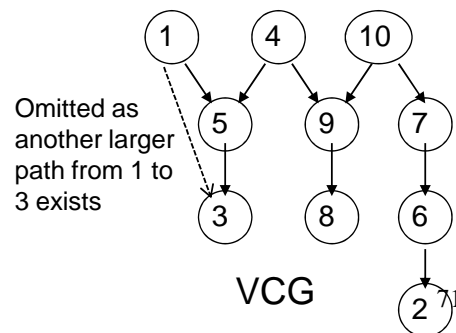 1 4 10
Omitted as
another larger
path from 1 to
3 exists
5 9 7
3 8 6
VCG
2 71